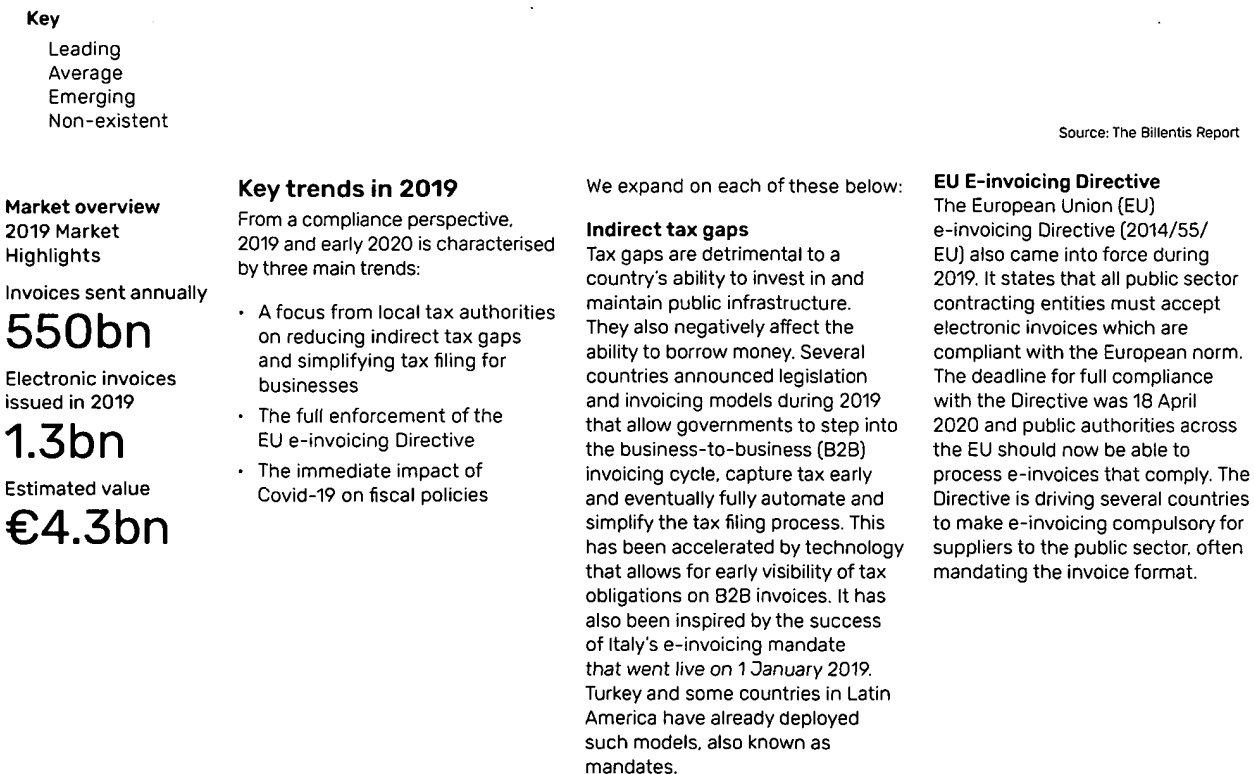 Key
Leading
Average
Emerging
Non-existent
Source: The Billentis Report
Market overview
2019 Market
Highlights
Invoices sent annually
550bn
Electronic invoices
issued in 2019
1.3bn
Estimated value
€4.3bn
Key trends in 2019
From a compliance perspective,
2019 and early 2020 is characterised
by three main trends:
• A focus from local tax authorities
on reducing indirect tax gaps
and simplifying tax filing for
businesses
• The full enforcement of the
EU e-invoicing Directive
• The immediate impact of
Covid-19 on fiscal policies
We expand on each of these below:
Indirect tax gaps
Tax gaps are detrimental to a
country's ability to invest in and
maintain public infrastructure.
They also negatively affect the
ability to borrow money. Several
countries announced legislation
and invoicing models during 2019
that allow governments to step into
the business-to-business (B2B)
invoicing cycle, capture tax early
and eventually fully automate and
simplify the tax filing process. This
has been accelerated by technology
that allows for early visibility of tax
obligations on B2B invoices. It has
also been inspired by the success
of Italy's e-invoicing mandate
that went live on 1 January 2019.
Turkey and some countries in Latin
America have already deployed
such models, also known as
mandates.
EU E-invoicing Directive
The European Union (EU)
e-invoicing Directive (2014/55/
EU) also came into force during
2019. It states that all public sector
contracting entities must accept
electronic invoices which are
compliant with the European norm.
The deadline for full compliance
with the Directive was 18 April
2020 and public authorities across
the EU should now be able to
process e-invoices that comply. The
Directive is driving several countries
to make e-invoicing compulsory for
suppliers to the public sector, often
mandating the invoice format.